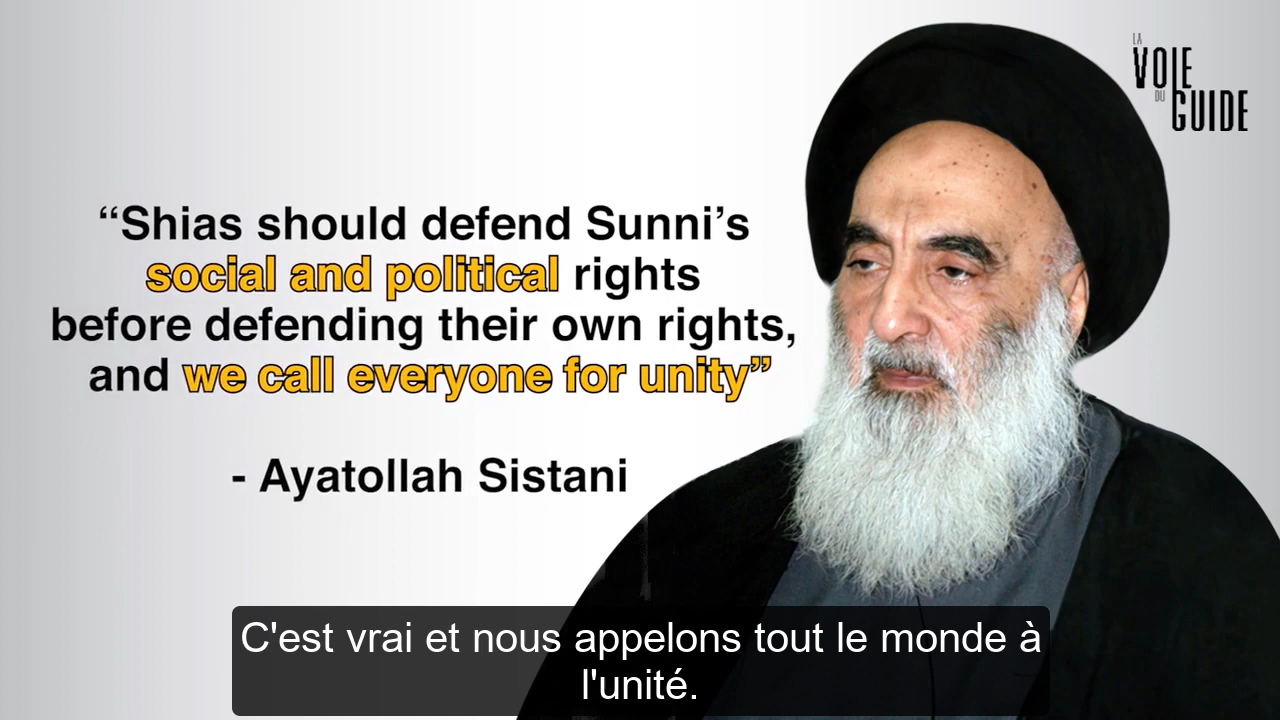 LA
VOIE
DU
GUIDE
“Shias should defend Sunni’s
social and political rights
before defending their own rights,
and we call everyone for unity”
- Ayatollah Sistani
C'est vrai et nous appelons tout le monde à
l'unité.